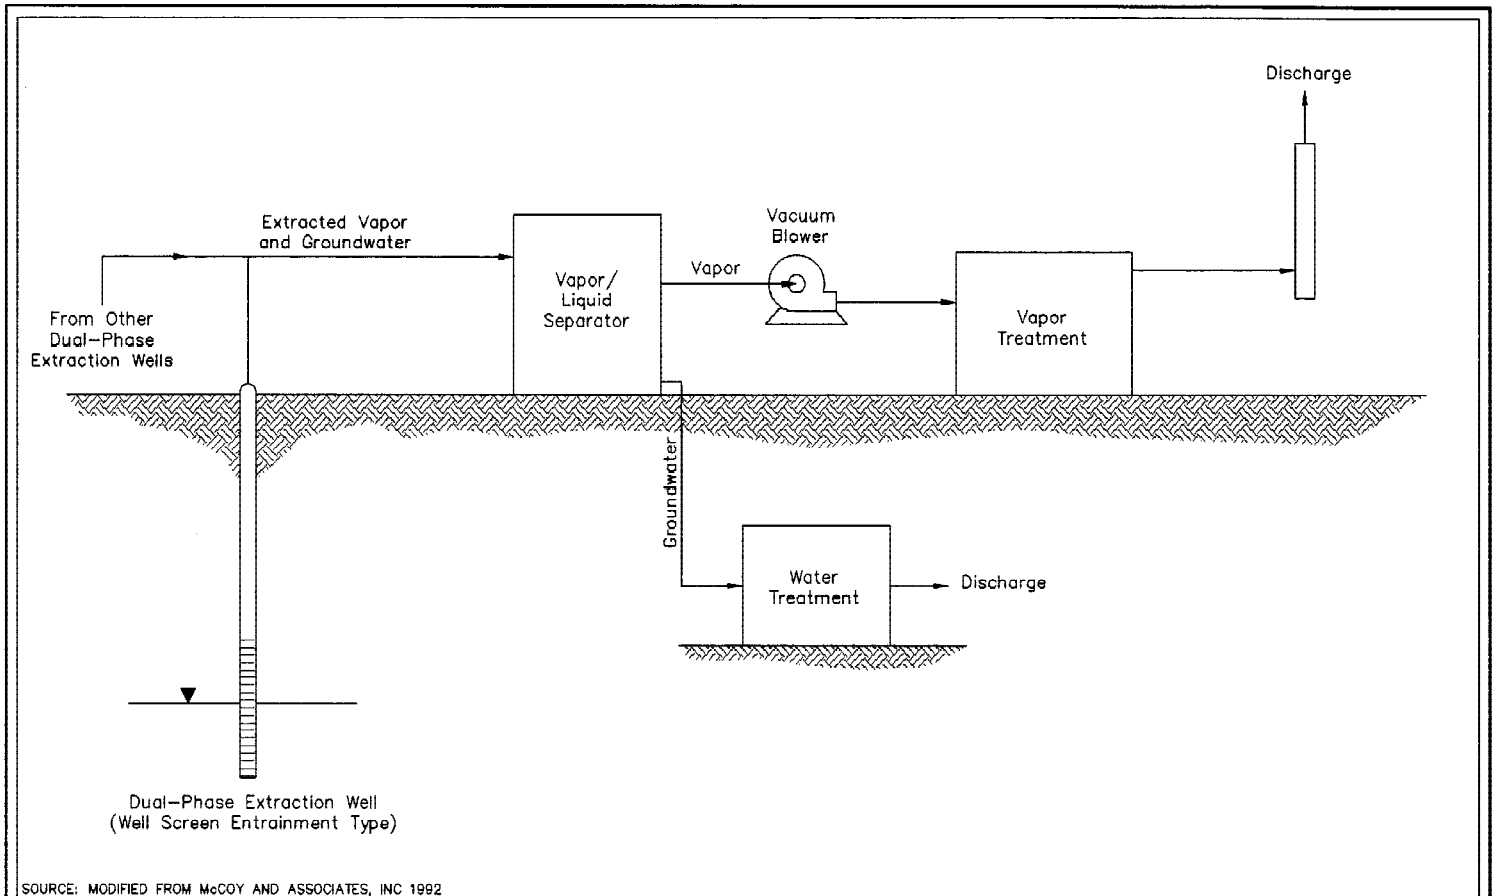 Discharge
Extracted Vapor
and Groundwater
Vacuum
Blower
Vapor/
Liquid
Separator
Vapor
From Other
Dual-Phase
Extraction Wells
Vapor
Treatment
Groundwater
Water
Treatment
Discharge
Dual-Phase Extraction Well
(Well Screen Entrainment Type)
SOURCE: MODIFIED FROM McCOY AND ASSOCIATES, INC 1992